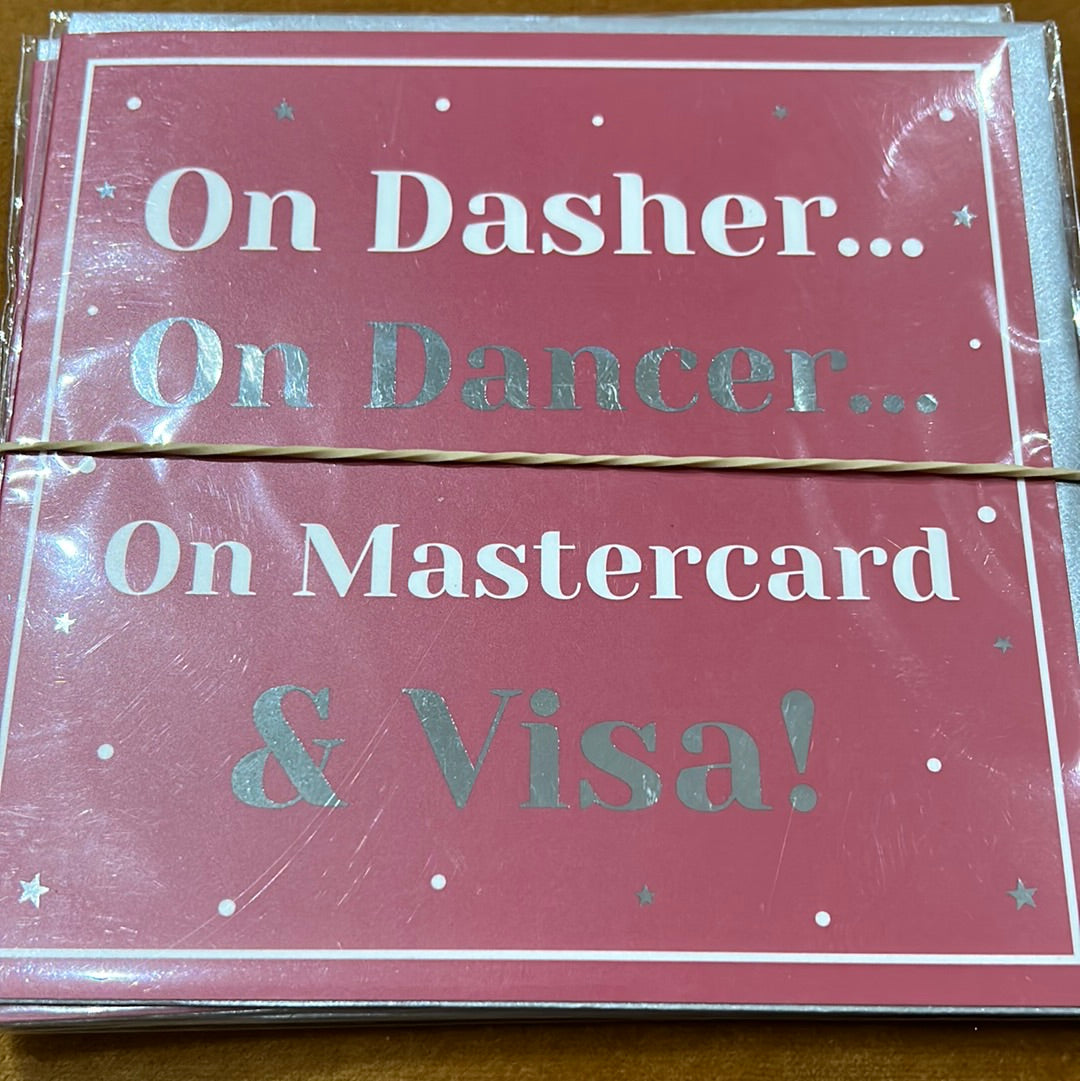 On Dasher...
On Dancer...
On Mastercard
& Visa!